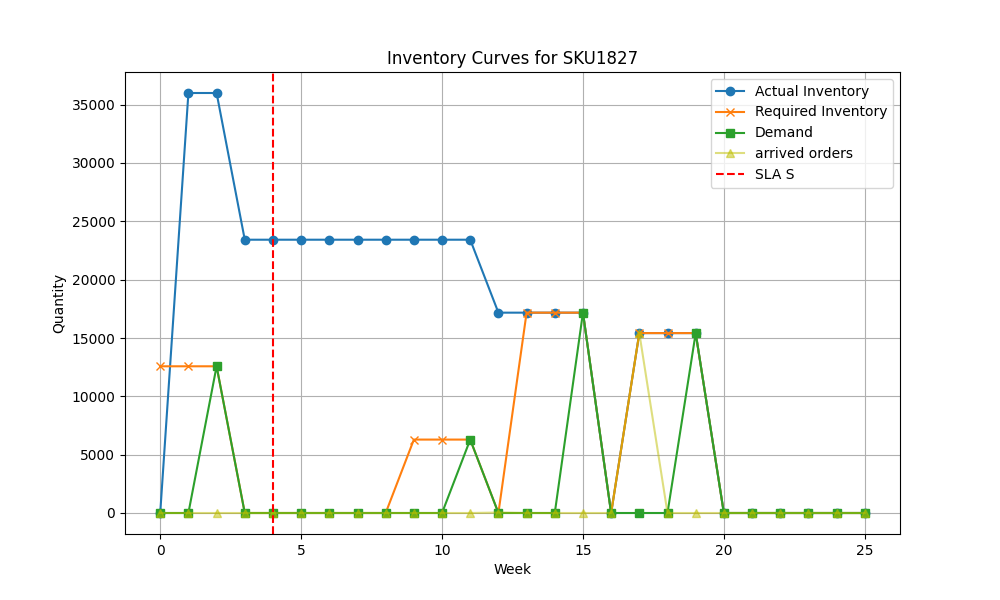 Inventory Curves for SKU1827
Actual Inventory
Required Inventory
Demand
arrived orders
SLA S
Quantity
35000
30000
25000
20000
15000
10000
5000
0
0 5 10 15 20 25
Week